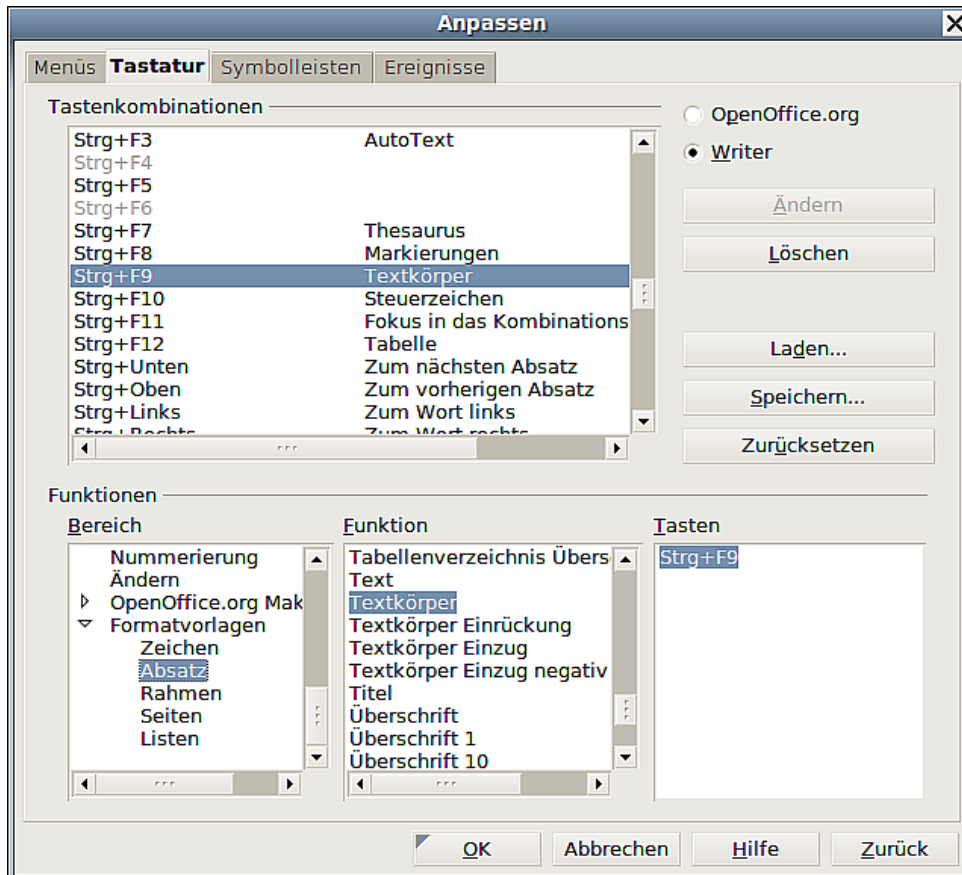 Anpassen
Menüs Tastatur Symbolleisten Ereignisse
Tastenkombinationen
Strg+F3 AutoText
Strg+F4
Strg+F5
Strg+F6
Strg+F7 Thesaurus
Strg+F8 Markierungen
Strg+F9 Textkörper
Strg+F10 Steuerzeichen
Strg+F11 Fokus in das Kombinations
Strg+F12 Tabelle
Strg+Unten Zum nächsten Absatz
Strg+Oben Zum vorherigen Absatz
Strg+Links Zum Wort links
Strg+Rechts Zum Wort rechts
OpenOffice.org
Writer
Ändern
Löschen
Laden...
Speichern...
Zurücksetzen
Funktionen
Bereich
Nummerierung
Ändern
OpenOffice.org Mak
Formatvorlagen
Zeichen
Absatz
Rahmen
Seiten
Listen
Funktion
Tabellenverzeichnis Übers
Text
Textkörper
Textkörper Einrückung
Textkörper Einzug
Textkörper Einzug negativ
Titel
Überschrift
Überschrift 1
Überschrift 10
Tasten
Strg+F9
OK Abbrechen Hilfe Zurück